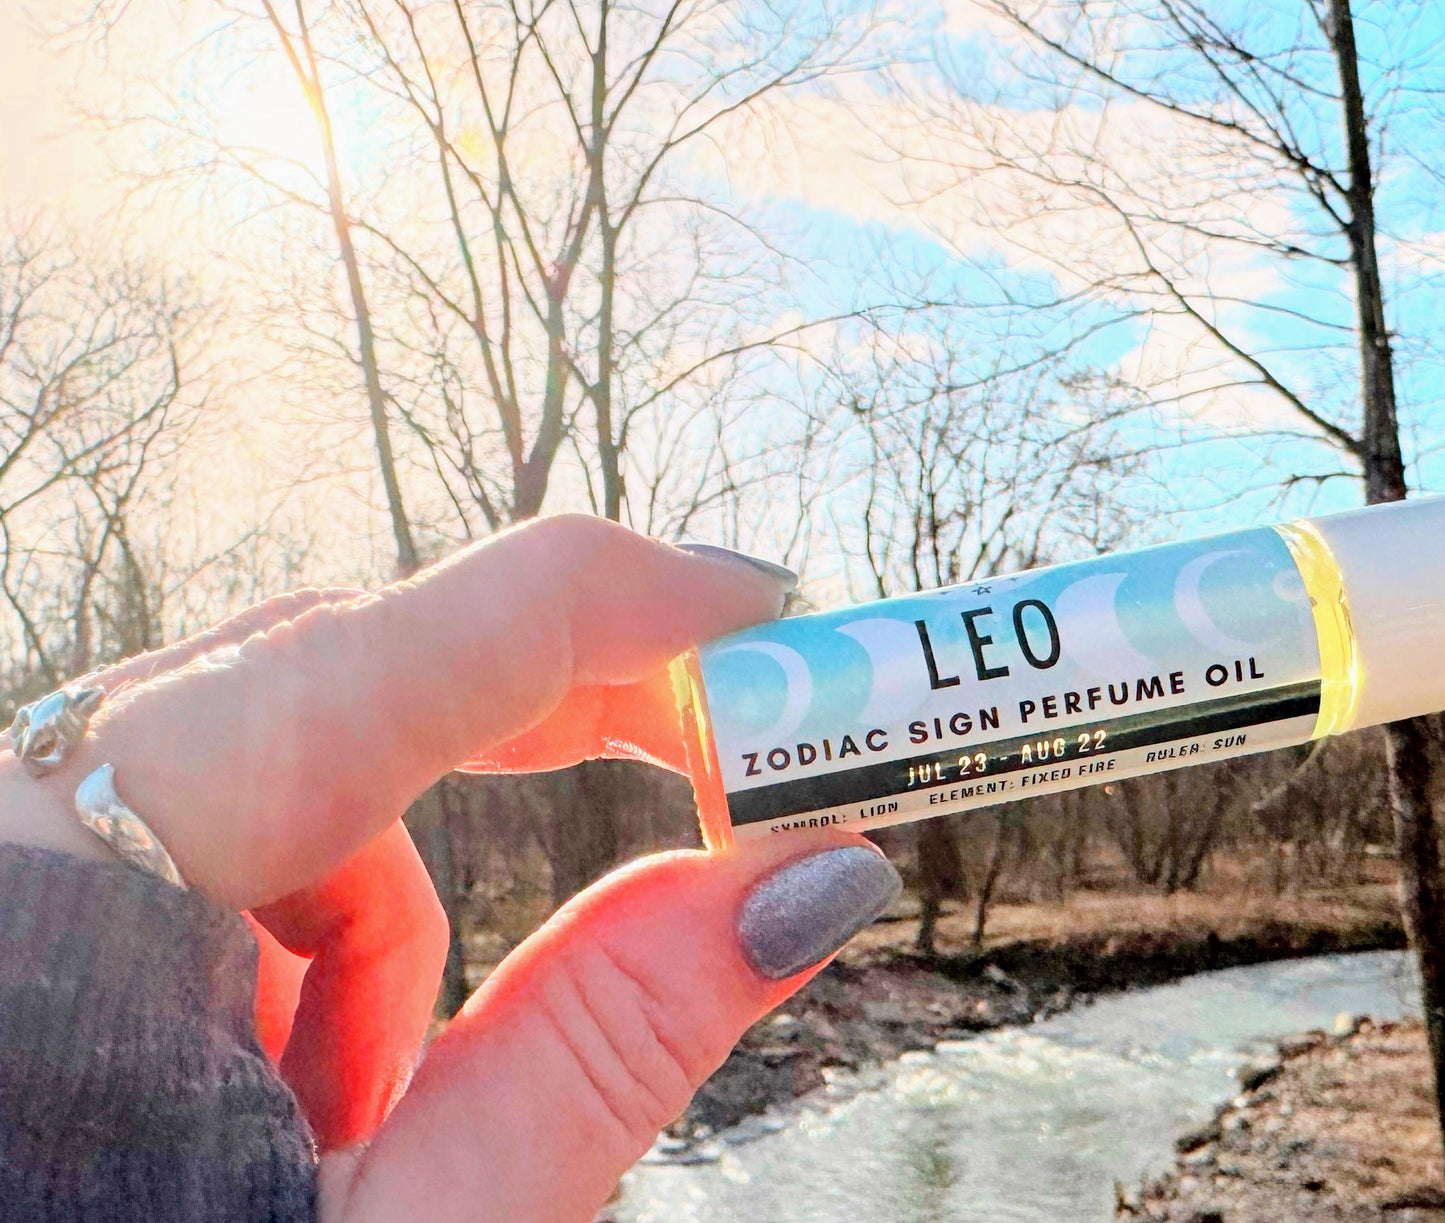 LEO
ZODIAC SIGN PERFUME OIL
JUL 23 - AUG 22
SYMBOL: LION ELEMENT: FIXED FIRE RULER: SUN